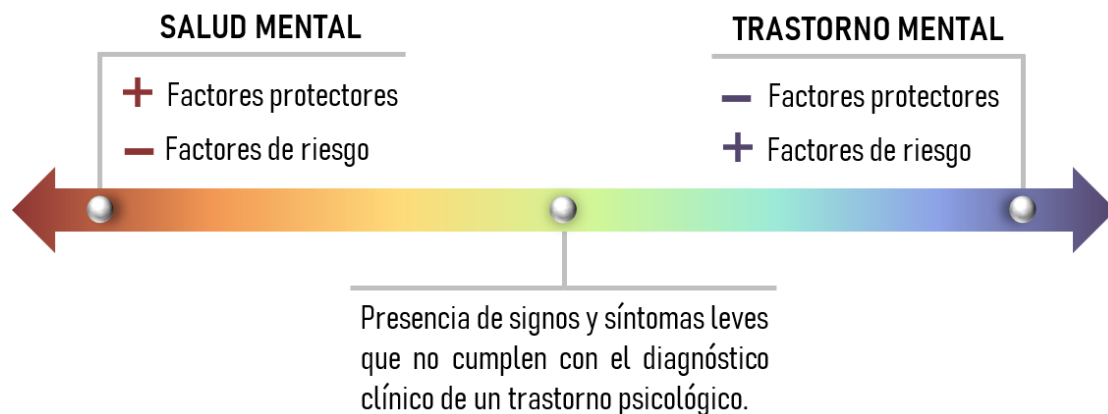 SALUD MENTAL
+ Factores protectores
− Factores de riesgo
TRASTORNO MENTAL
− Factores protectores
+ Factores de riesgo
Presencia de signos y síntomas leves
que no cumplen con el diagnóstico
clínico de un trastorno psicológico.